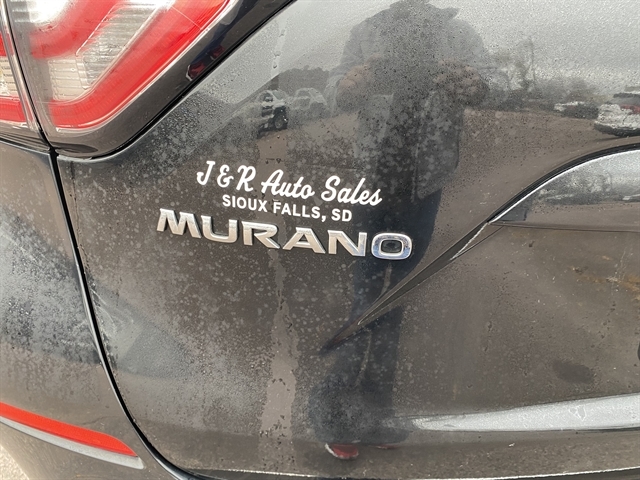 J & R Auto Sales
SIOUX FALLS, SD
MURANO